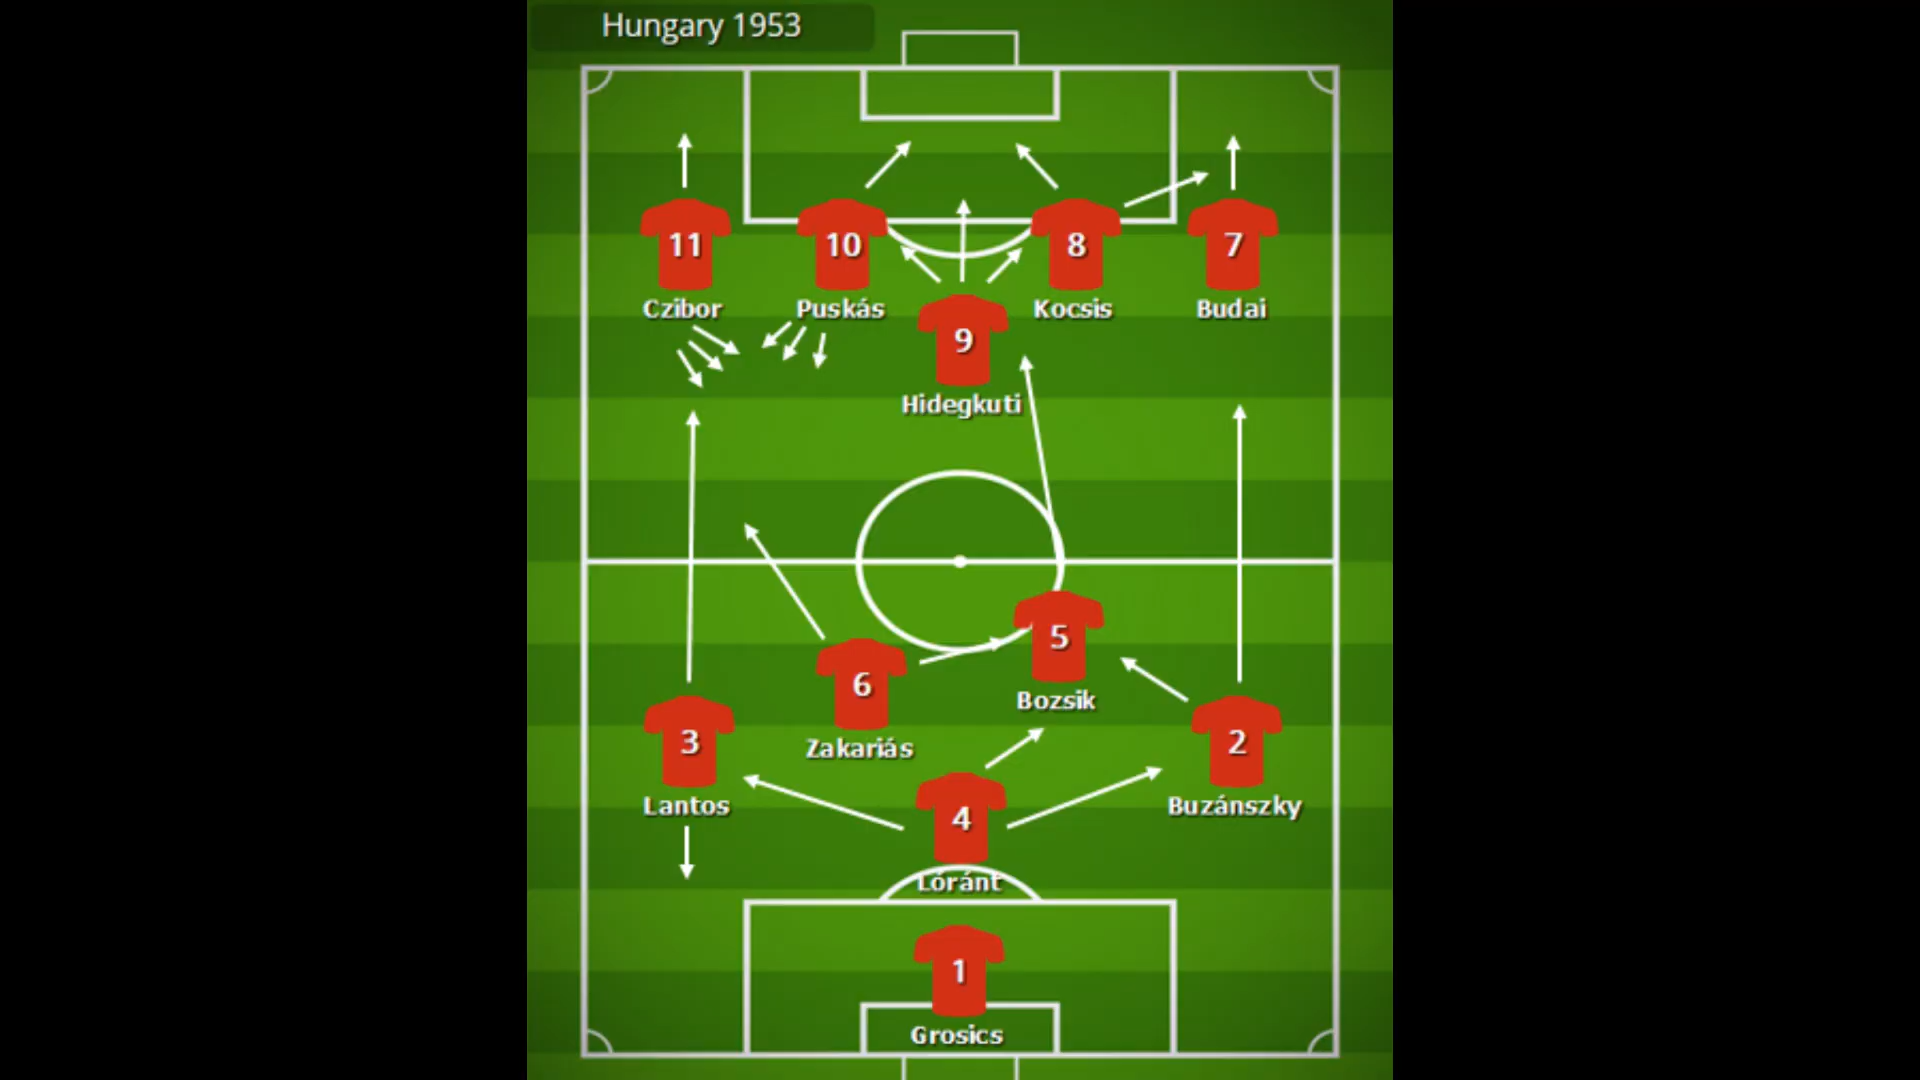 Hungary 1953
11
10
8
7
Czibor
Puskás
Kocsis
Budai
9
Hidegkuti
5
Bozsik
6
Zakariás
3
2
Lantos
Buzánszky
4
Lóránt
1
Grosics